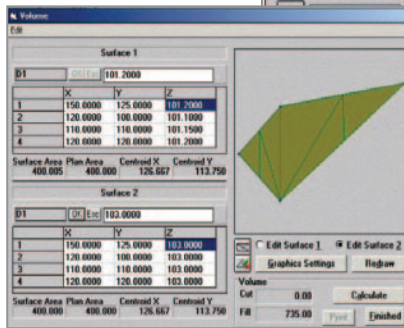 Volume
Edit
Surface 1
D1 OK Esc 101.2000
X Y Z
1 150.0000 125.0000 101.2000
2 120.0000 100.0000 101.1000
3 110.0000 110.0000 101.1500
4 120.0000 120.0000 101.2000
Surface Area Plan Area Centroid X Centroid Y
400.005 400.000 126.667 113.750
Surface 2
D1 OK Esc 103.0000
X Y Z
1 150.0000 125.0000 103.0000
2 120.0000 100.0000 103.0000
3 110.0000 110.0000 103.0000
4 120.0000 120.0000 103.0000
Surface Area Plan Area Centroid X Centroid Y
400.000 400.000 126.667 113.750
Edit Surface 1 Edit Surface 2
Graphics Settings Redraw
Volume
Cut 0.00 Calculate
Fill 735.00 Print Finished